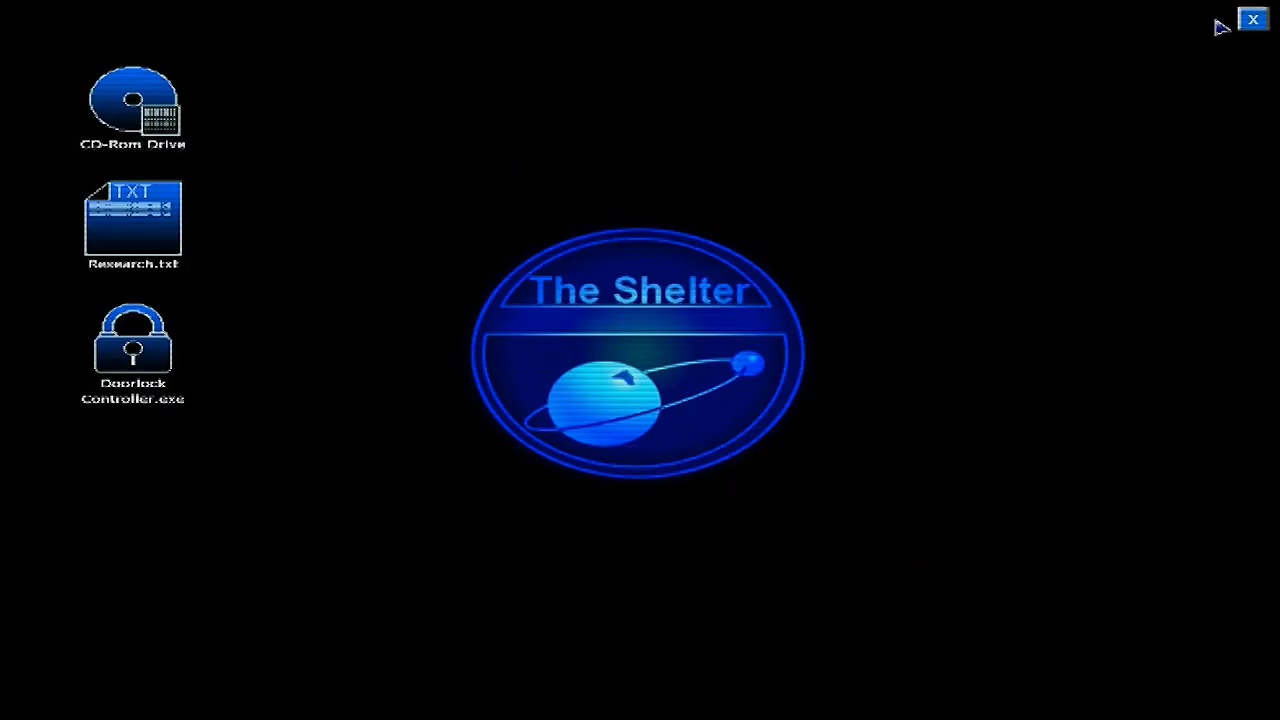 X
CD-Rom Drive
TXT
Research.txt
The Shelter
Doorlock
Controller.exe